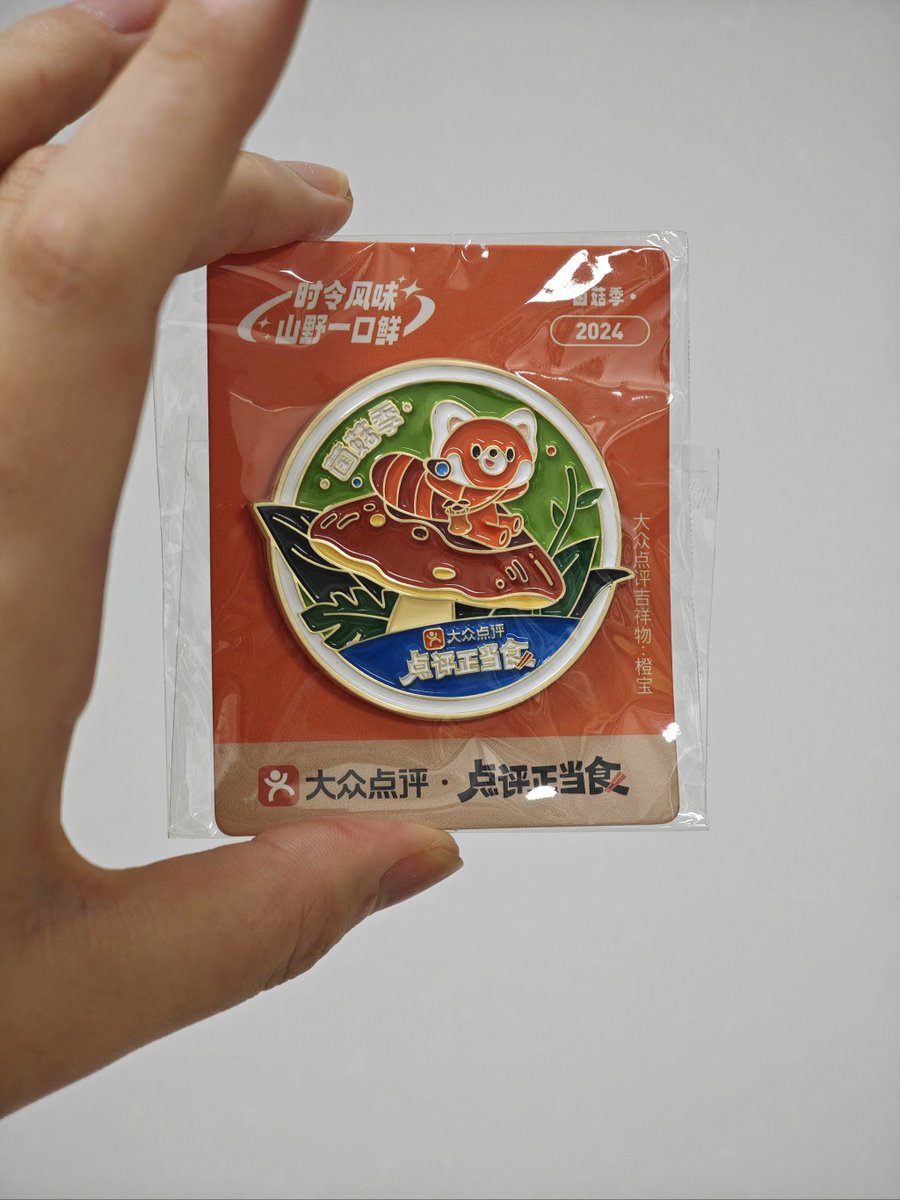 时令风味
山野一口鲜
菌菇季·
2024
菌菇季
大众点评
点评正当食
大众点评吉祥物:橙宝
大众点评·点评正当食